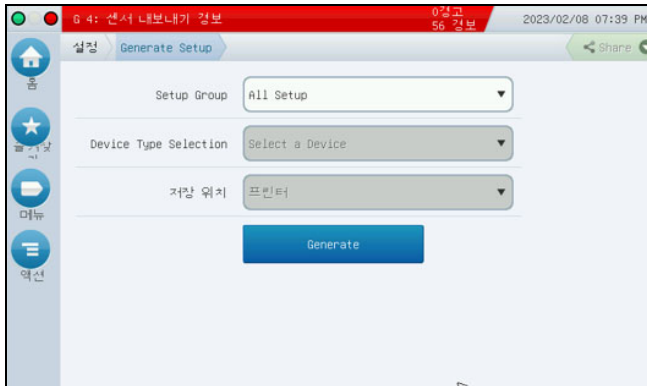 G 4: 센서 내보내기 경보
0경고
56 경보
2023/02/08 07:39 PM
설정
Generate Setup
Share
홈
Setup Group
All Setup
Device Type Selection
Select a Device
저장 위치
프린터
메뉴
Generate
액션